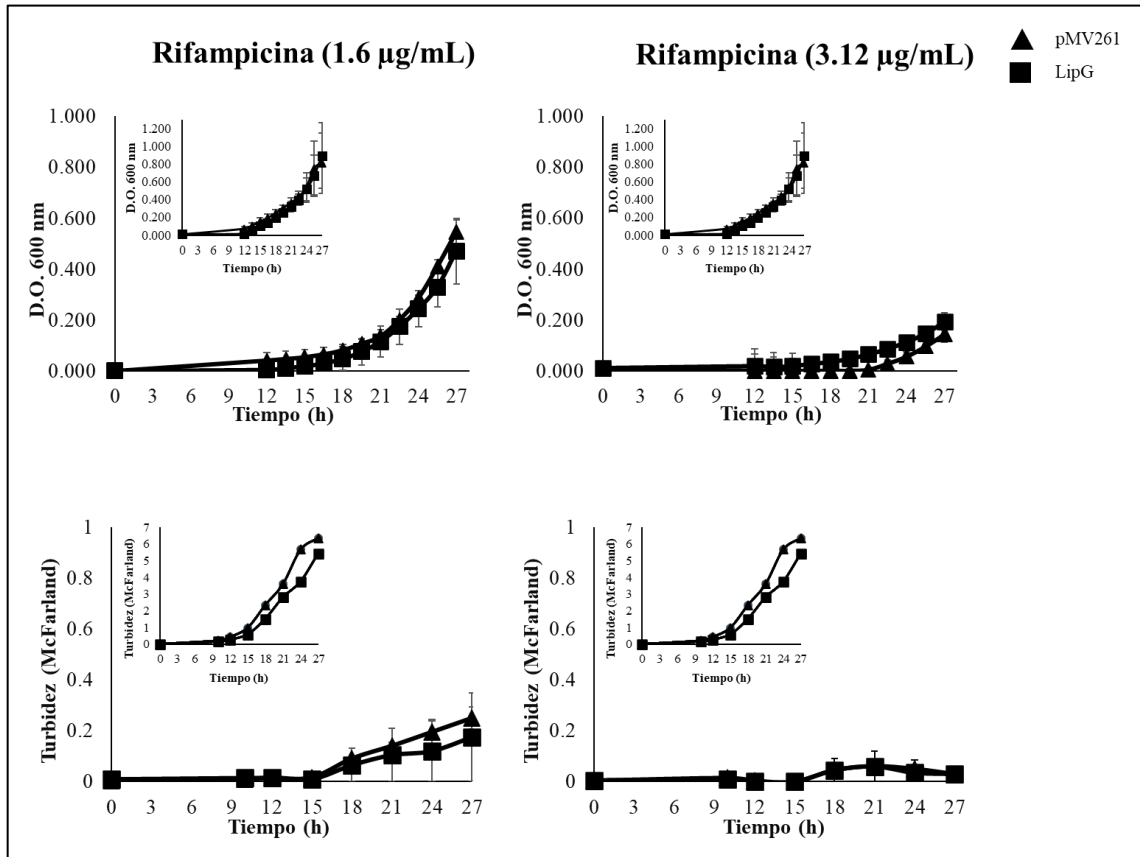 Rifampicina (1.6 µg/mL)
Rifampicina (3.12 µg/mL)
pMV261
LipG
D.O. 600 nm
1.000
0.800
0.600
0.400
0.200
0.000
0 3 6 9 12 15 18 21 24 27
Tiempo (h)
D.O. 600 nm
1.200
1.000
0.800
0.600
0.400
0.200
0.000
0 3 6 9 12 15 18 21 24 27
Tiempo (h)
D.O. 600 nm
1.000
0.800
0.600
0.400
0.200
0.000
0 3 6 9 12 15 18 21 24 27
Tiempo (h)
D.O. 600 nm
1.200
1.000
0.800
0.600
0.400
0.200
0.000
0 3 6 9 12 15 18 21 24 27
Tiempo (h)
Turbidez (McFarland)
1
0.8
0.6
0.4
0.2
0
0 3 6 9 12 15 18 21 24 27
Tiempo (h)
Turbidez (McFarland)
7
6
5
4
3
2
1
0
0 3 6 9 12 15 18 21 24 27
Tiempo (h)
Turbidez (McFarland)
1
0.8
0.6
0.4
0.2
0
0 3 6 9 12 15 18 21 24 27
Tiempo (h)
Turbidez (McFarland)
7
6
5
4
3
2
1
0
0 3 6 9 12 15 18 21 24 27
Tiempo (h)